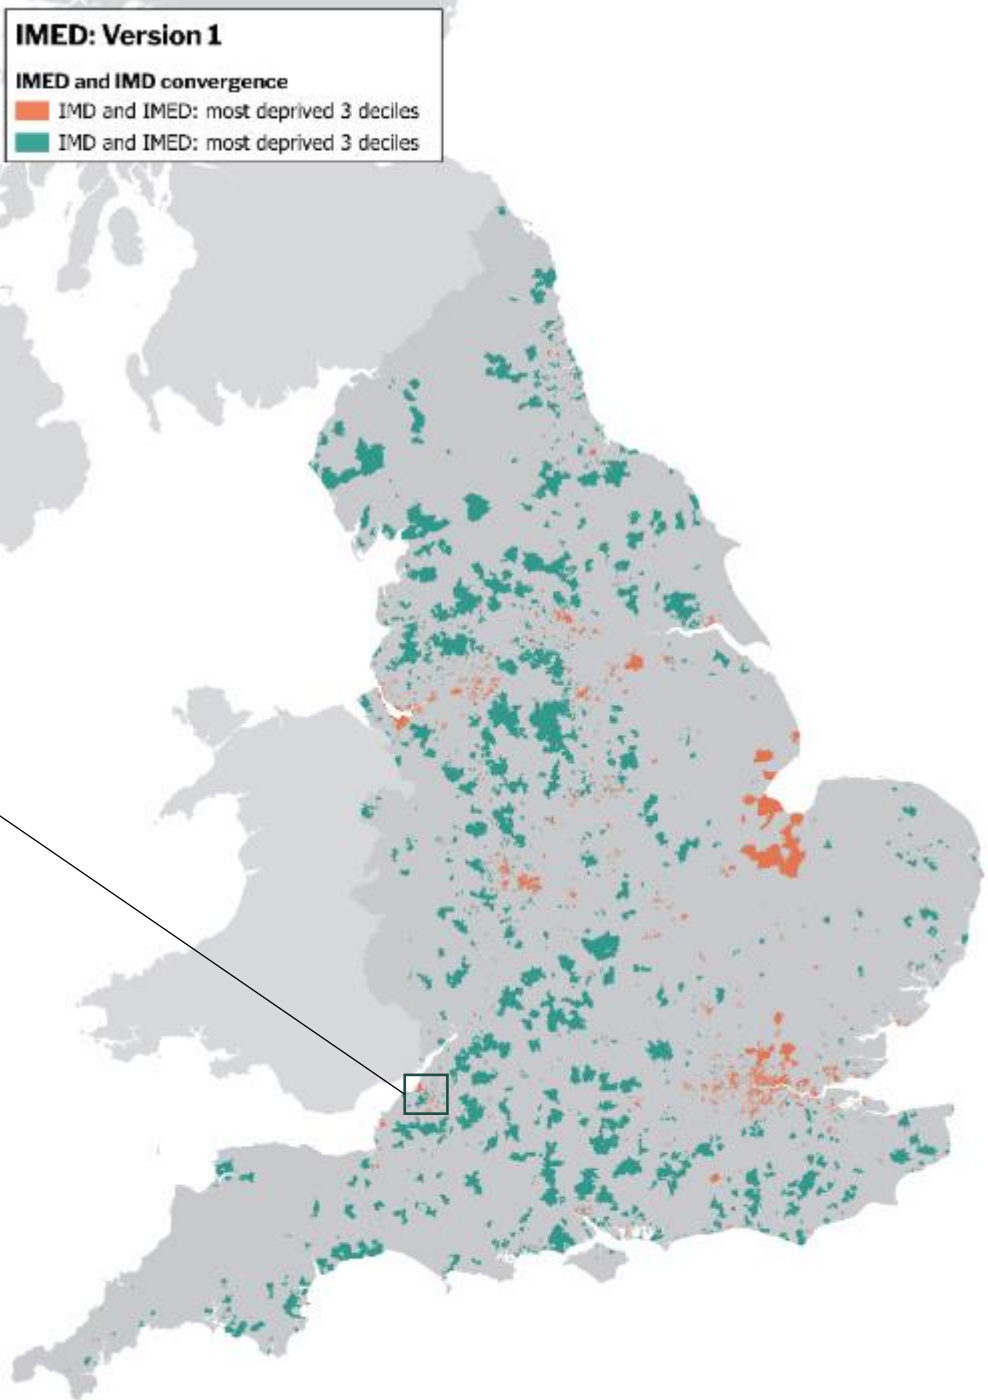 IMED: Version 1
IMED and IMD convergence
IMD and IMED: most deprived 3 deciles
IMD and IMED: most deprived 3 deciles